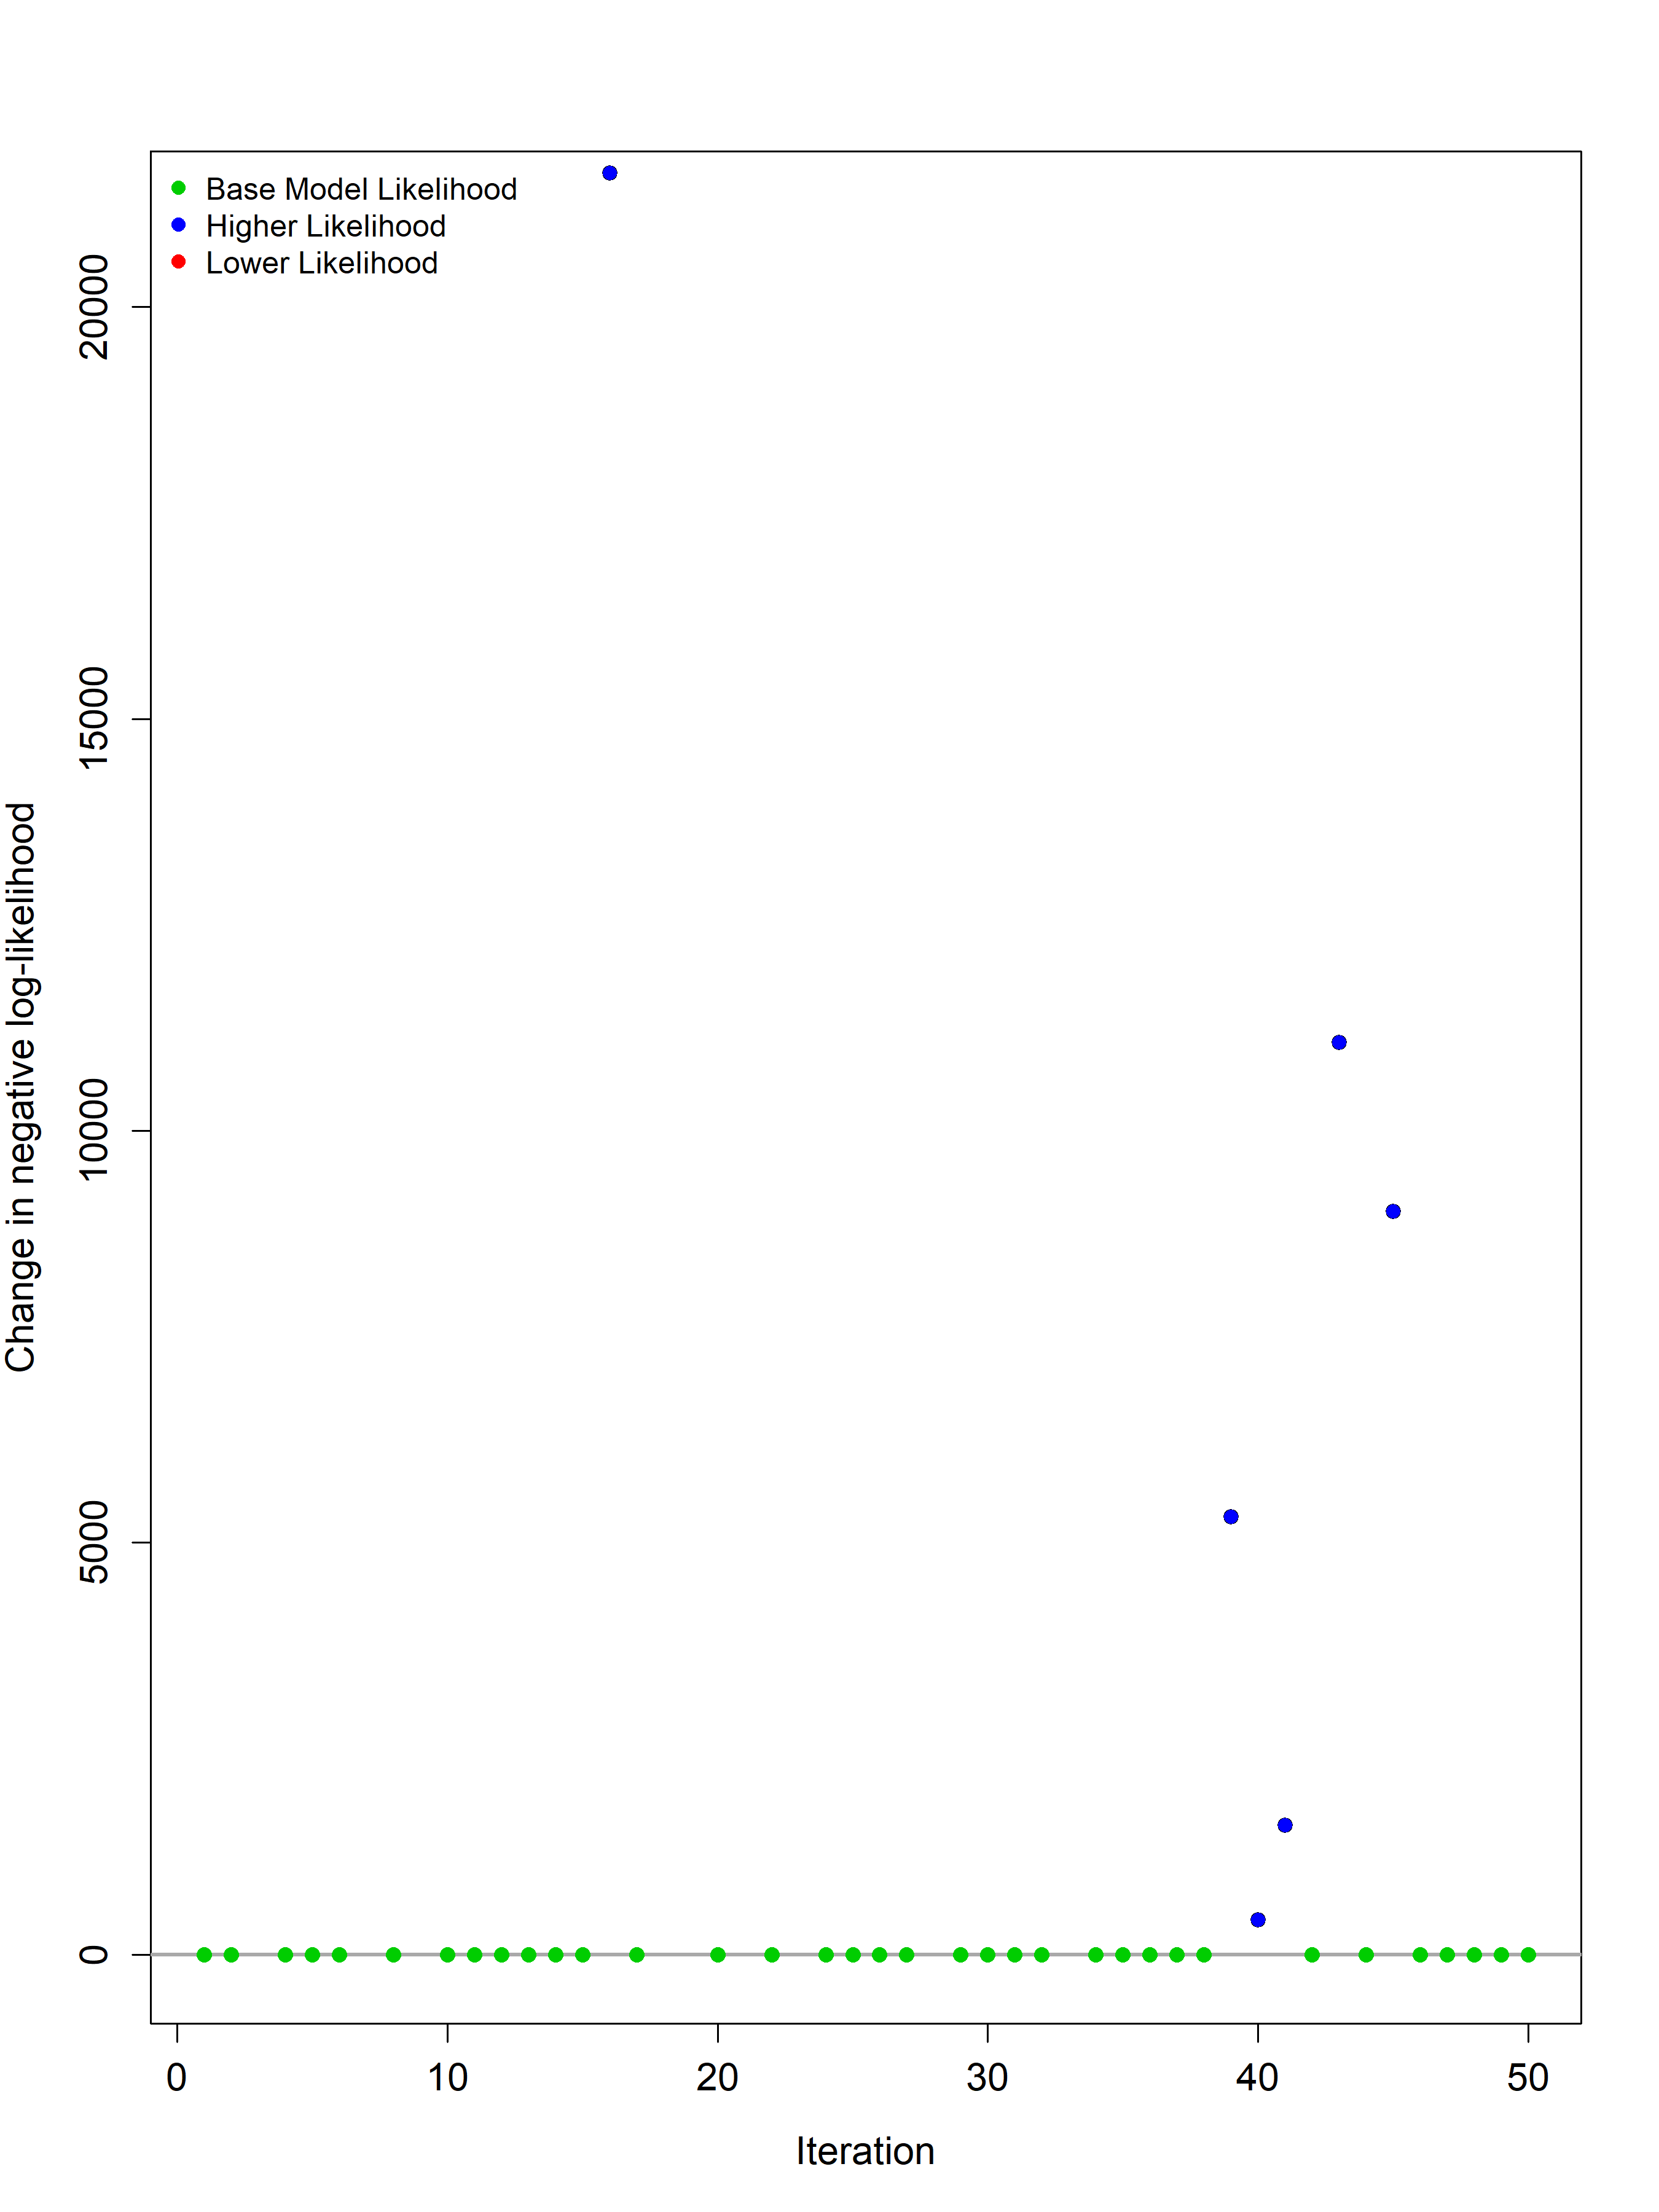 Base Model Likelihood
Higher Likelihood
Lower Likelihood
Change in negative log-likelihood
20000
15000
10000
5000
0
0 10 20 30 40 50
Iteration